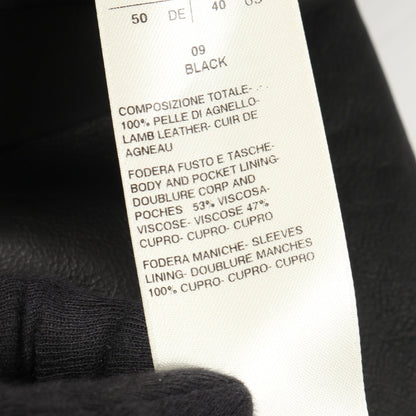 50 DE 40
09
BLACK
COMPOSIZIONE TOTALE-
100% PELLE DI AGNELLO-
LAMB LEATHER- CUIR DE
AGNEAU
FODERA FUSTO E TASCHE-
BODY AND POCKET LINING-
DOUBLURE CORP AND
POCHES 53% VISCOSA-
VISCOSE- VISCOSE 47%
CUPRO- CUPRO- CUPRO
FODERA MANICHE- SLEEVES
LINING- DOUBLURE MANCHES
100% CUPRO- CUPRO- CUPRO